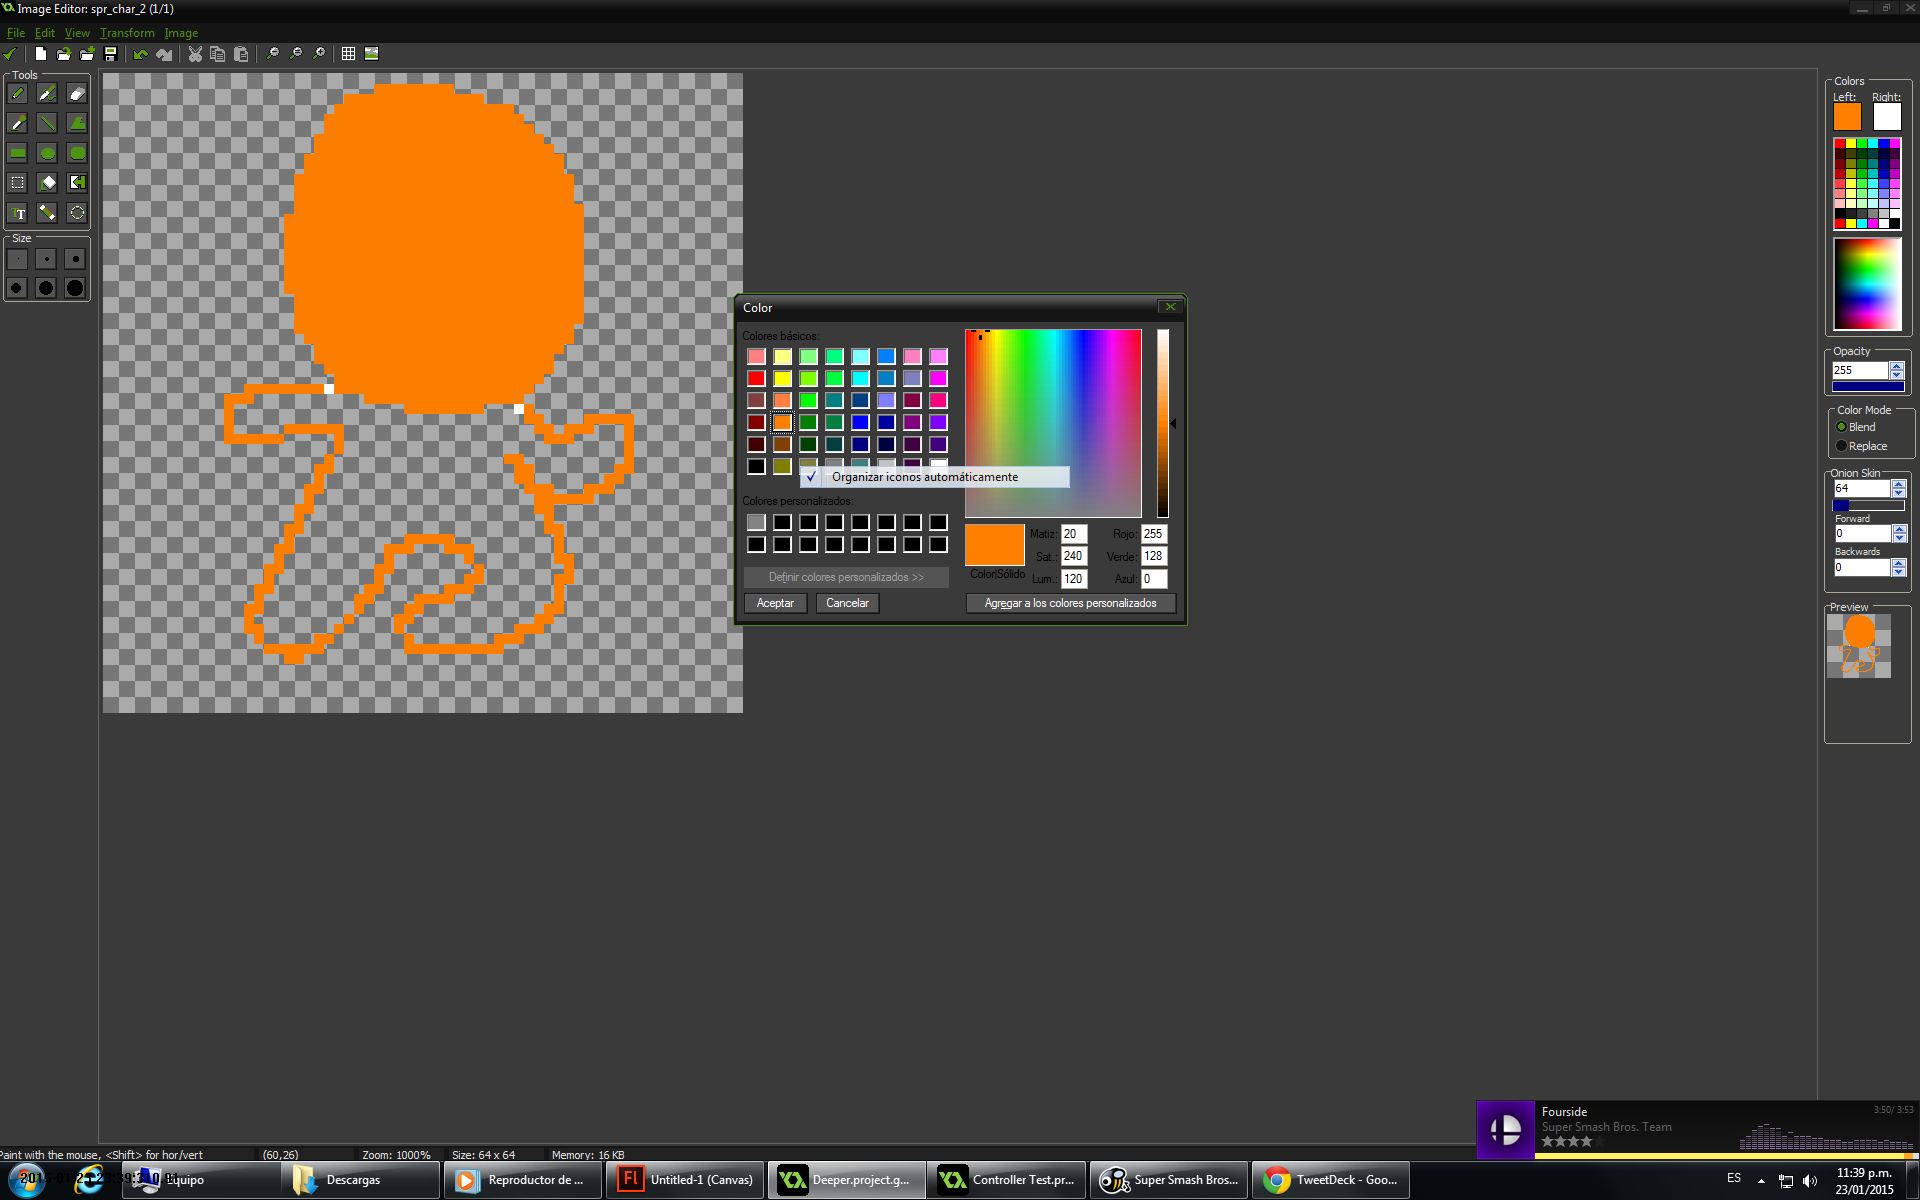 Image Editor: spr_char_2 (1/1)
File Edit View Transform Image
Tools
Size
Colors
Left: Right:
Opacity
255
Color Mode
Blend
Replace
Onion Skin
64
Forward
0
Backwards
0
Preview
Color
Colores básicos:
Organizar iconos automáticamente
Colores personalizados:
Definir colores personalizados >>
Aceptar Cancelar
Color|Sólido
Matiz: 20 Rojo: 255
Sat.: 240 Verde: 128
Lum.: 120 Azul: 0
Agregar a los colores personalizados
Fourside
3:50/ 3:53
Super Smash Bros. Team
Paint with the mouse, <Shift> for hor/vert (60,26) Zoom: 1000% Size: 64 x 64 Memory: 16 KB
Equipo
Descargas
Reproductor de ...
Untitled-1 (Canvas)
Deeper.project.g...
Controller Test.pr...
Super Smash Bros...
TweetDeck - Goo...
ES
11:39 p.m.
23/01/2015